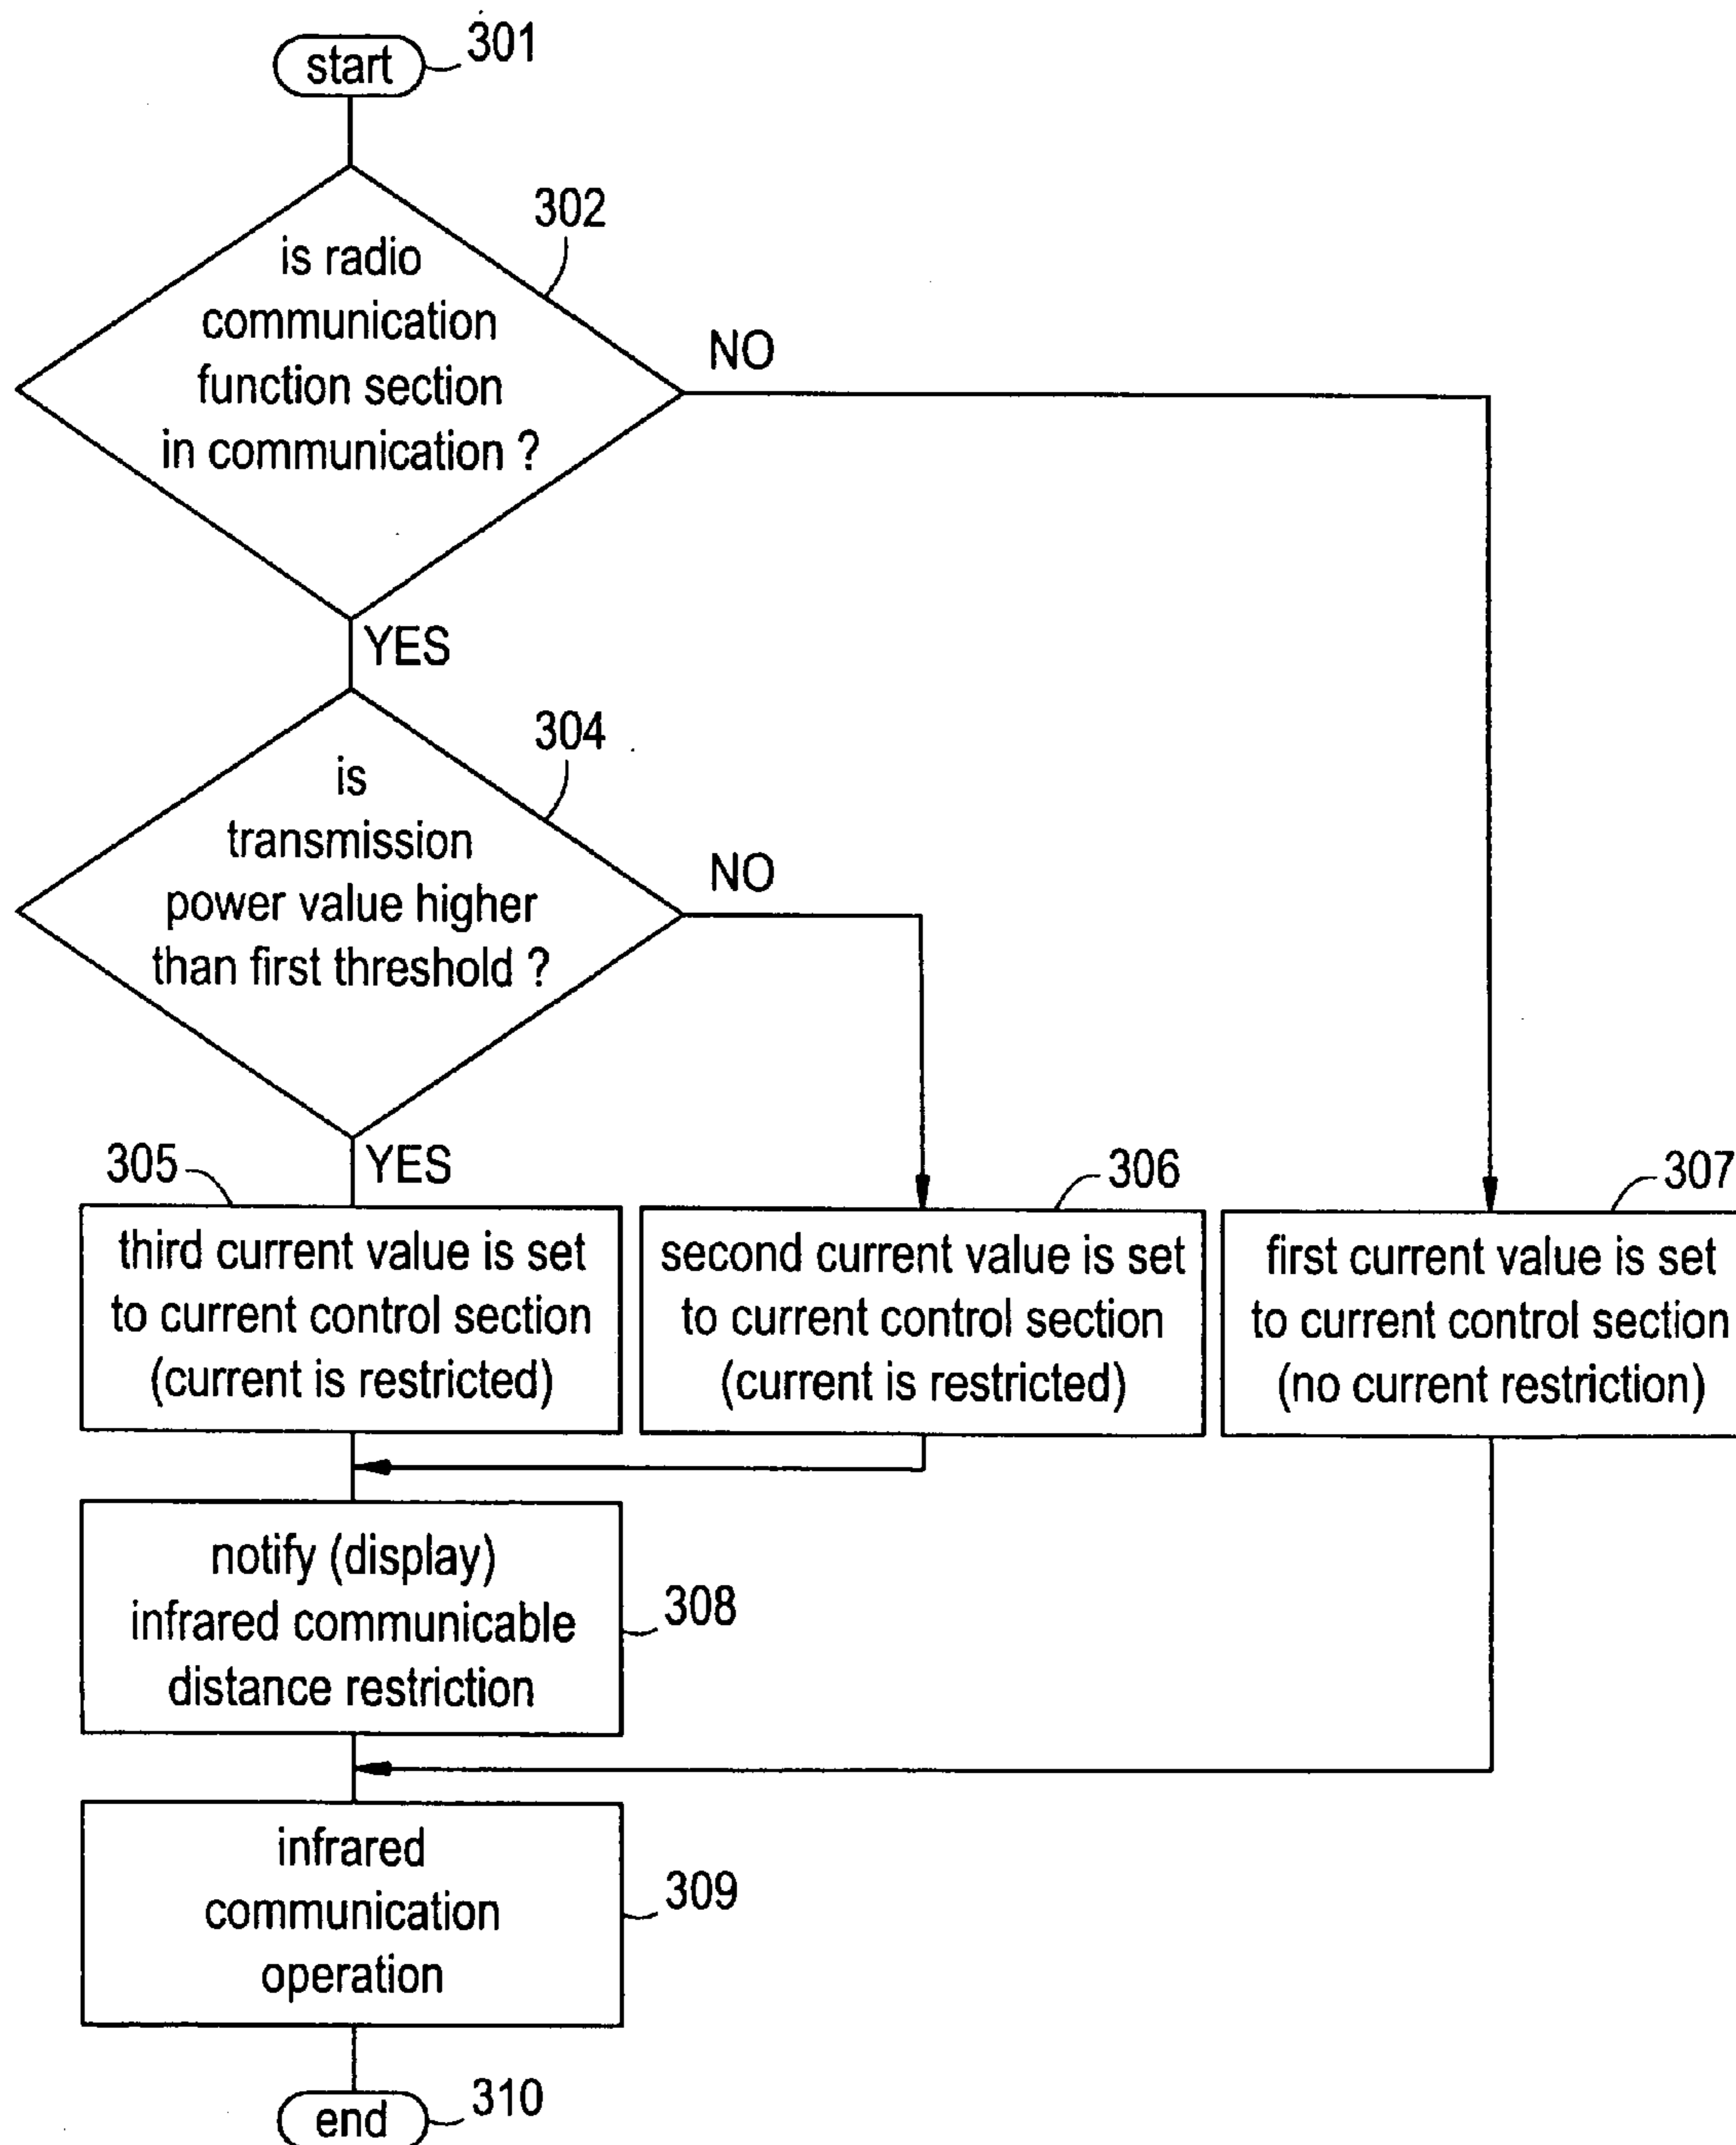 start
301
302
is radio
communication
function section
in communication ?
NO
YES
304
is
transmission
power value higher
than first threshold ?
NO
YES
305
third current value is set
to current control section
(current is restricted)
306
second current value is set
to current control section
(current is restricted)
307
first current value is set
to current control section
(no current restriction)
notify (display)
infrared communicable
distance restriction
308
infrared
communication
operation
309
end
310